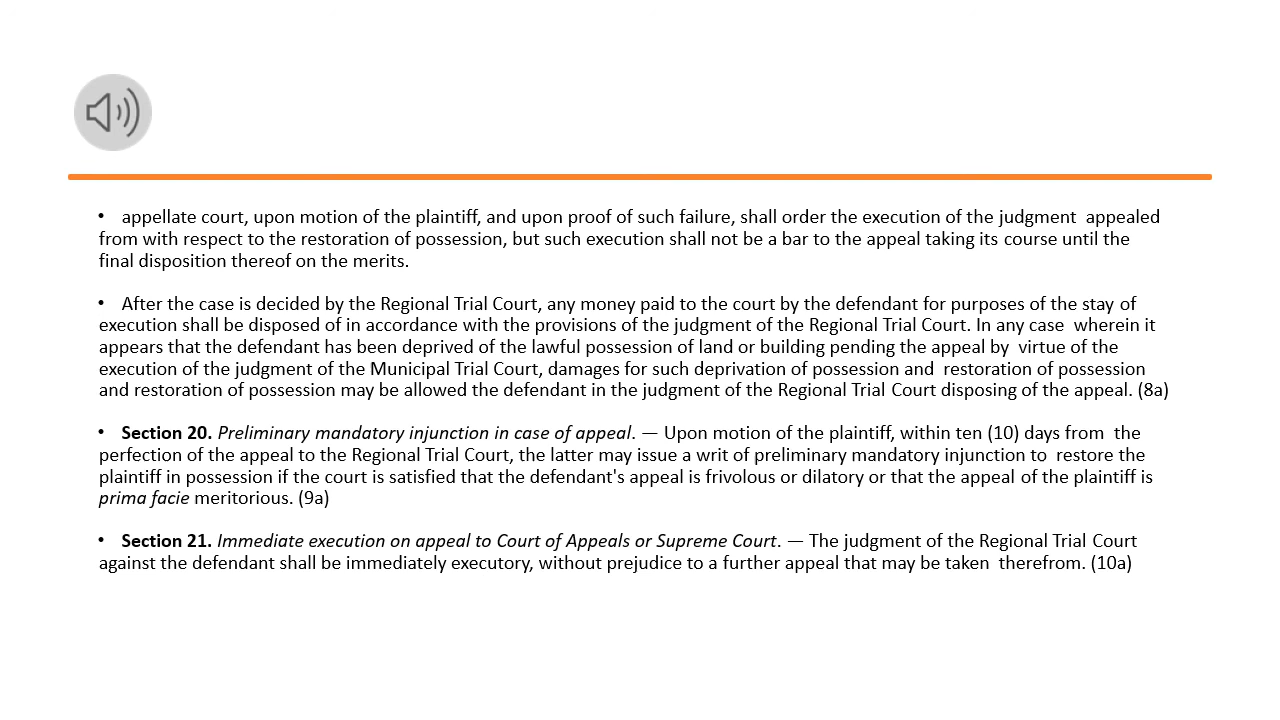 • appellate court, upon motion of the plaintiff, and upon proof of such failure, shall order the execution of the judgment appealed
from with respect to the restoration of possession, but such execution shall not be a bar to the appeal taking its course until the
final disposition thereof on the merits.
• After the case is decided by the Regional Trial Court, any money paid to the court by the defendant for purposes of the stay of
execution shall be disposed of in accordance with the provisions of the judgment of the Regional Trial Court. In any case wherein it
appears that the defendant has been deprived of the lawful possession of land or building pending the appeal by virtue of the
execution of the judgment of the Municipal Trial Court, damages for such deprivation of possession and restoration of possession
and restoration of possession may be allowed the defendant in the judgment of the Regional Trial Court disposing of the appeal. (8a)
• Section 20. Preliminary mandatory injunction in case of appeal. — Upon motion of the plaintiff, within ten (10) days from the
perfection of the appeal to the Regional Trial Court, the latter may issue a writ of preliminary mandatory injunction to restore the
plaintiff in possession if the court is satisfied that the defendant's appeal is frivolous or dilatory or that the appeal of the plaintiff is
prima facie meritorious. (9a)
• Section 21. Immediate execution on appeal to Court of Appeals or Supreme Court. — The judgment of the Regional Trial Court
against the defendant shall be immediately executory, without prejudice to a further appeal that may be taken therefrom. (10a)